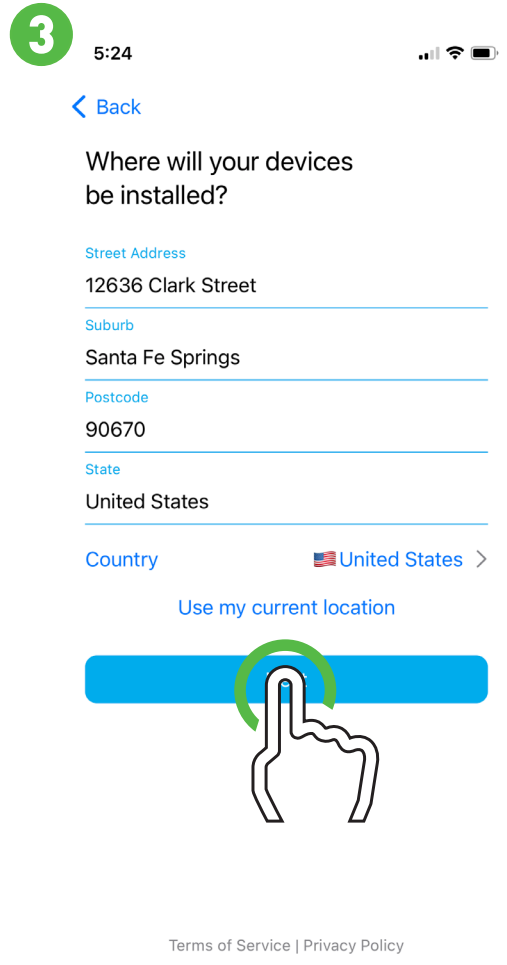 3
5:24
Back
Where will your devices
be installed?
Street Address
12636 Clark Street
Suburb
Santa Fe Springs
Postcode
90670
State
United States
Country United States
Use my current location
Terms of Service | Privacy Policy